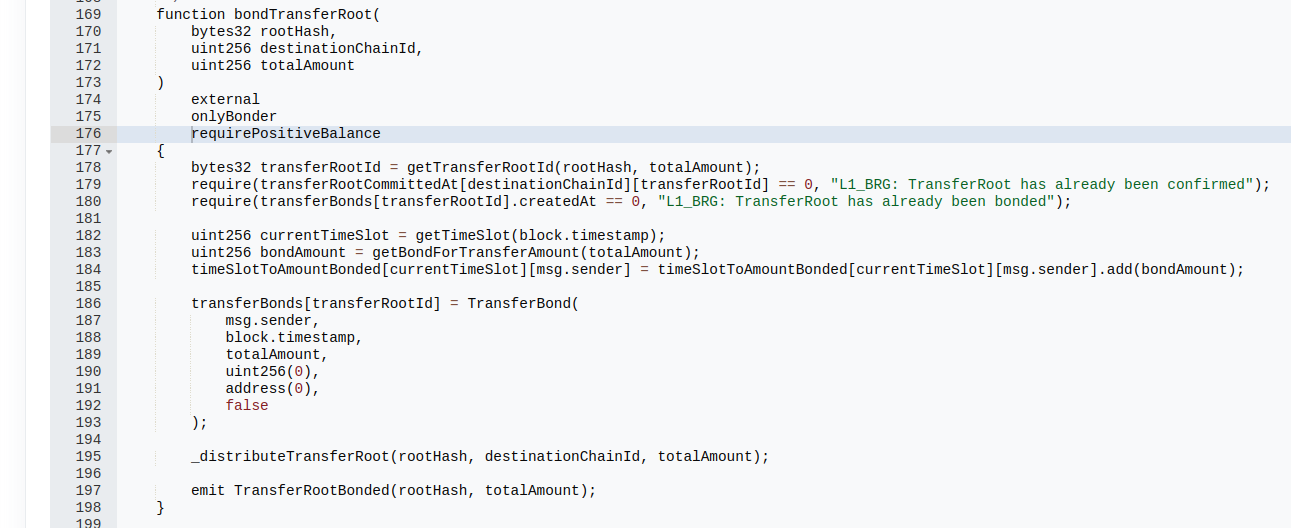 169 function bondTransferRoot(
170 bytes32 rootHash,
171 uint256 destinationChainId,
172 uint256 totalAmount
173 )
174 external
175 onlyBonder
176 requirePositiveBalance
177 {
178 bytes32 transferRootId = getTransferRootId(rootHash, totalAmount);
179 require(transferRootCommittedAt[destinationChainId][transferRootId] == 0, "L1_BRG: TransferRoot has already been confirmed");
180 require(transferBonds[transferRootId].createdAt == 0, "L1_BRG: TransferRoot has already been bonded");
181
182 uint256 currentTimeSlot = getTimeSlot(block.timestamp);
183 uint256 bondAmount = getBondForTransferAmount(totalAmount);
184 timeSlotToAmountBonded[currentTimeSlot][msg.sender] = timeSlotToAmountBonded[currentTimeSlot][msg.sender].add(bondAmount);
185
186 transferBonds[transferRootId] = TransferBond(
187 msg.sender,
188 block.timestamp,
189 totalAmount,
190 uint256(0),
191 address(0),
192 false
193 );
194
195 _distributeTransferRoot(rootHash, destinationChainId, totalAmount);
196
197 emit TransferRootBonded(rootHash, totalAmount);
198 }
199